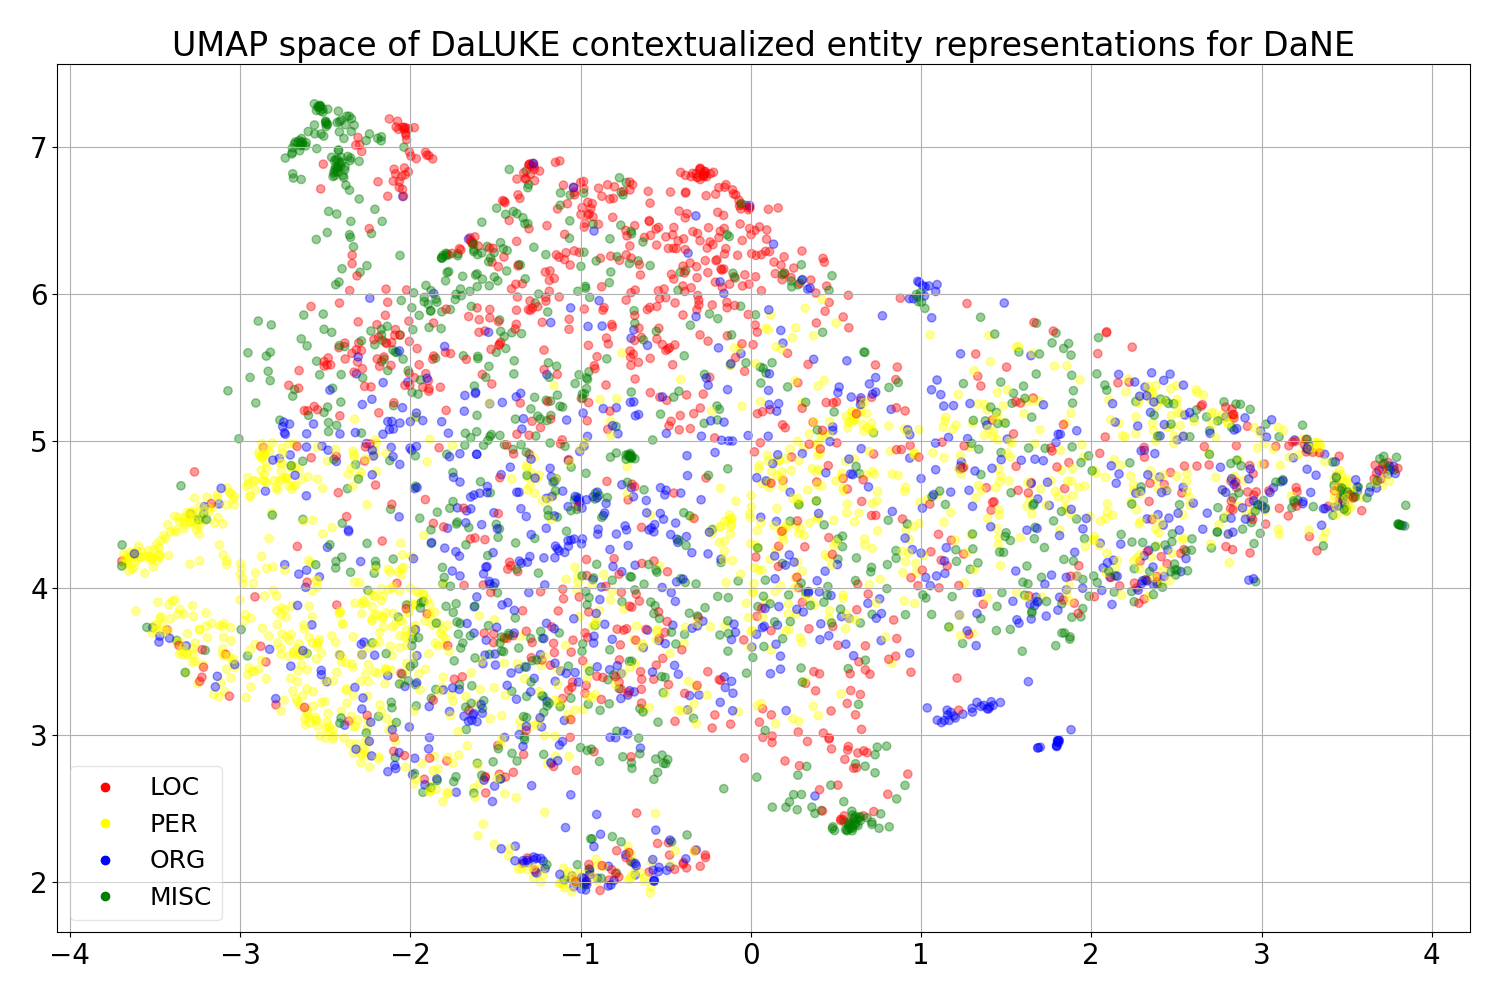 UMAP space of DaLUKE contextualized entity representations for DaNE
7
6
5
4
3
2
LOC
PER
ORG
MISC
−4 −3 −2 −1 0 1 2 3 4